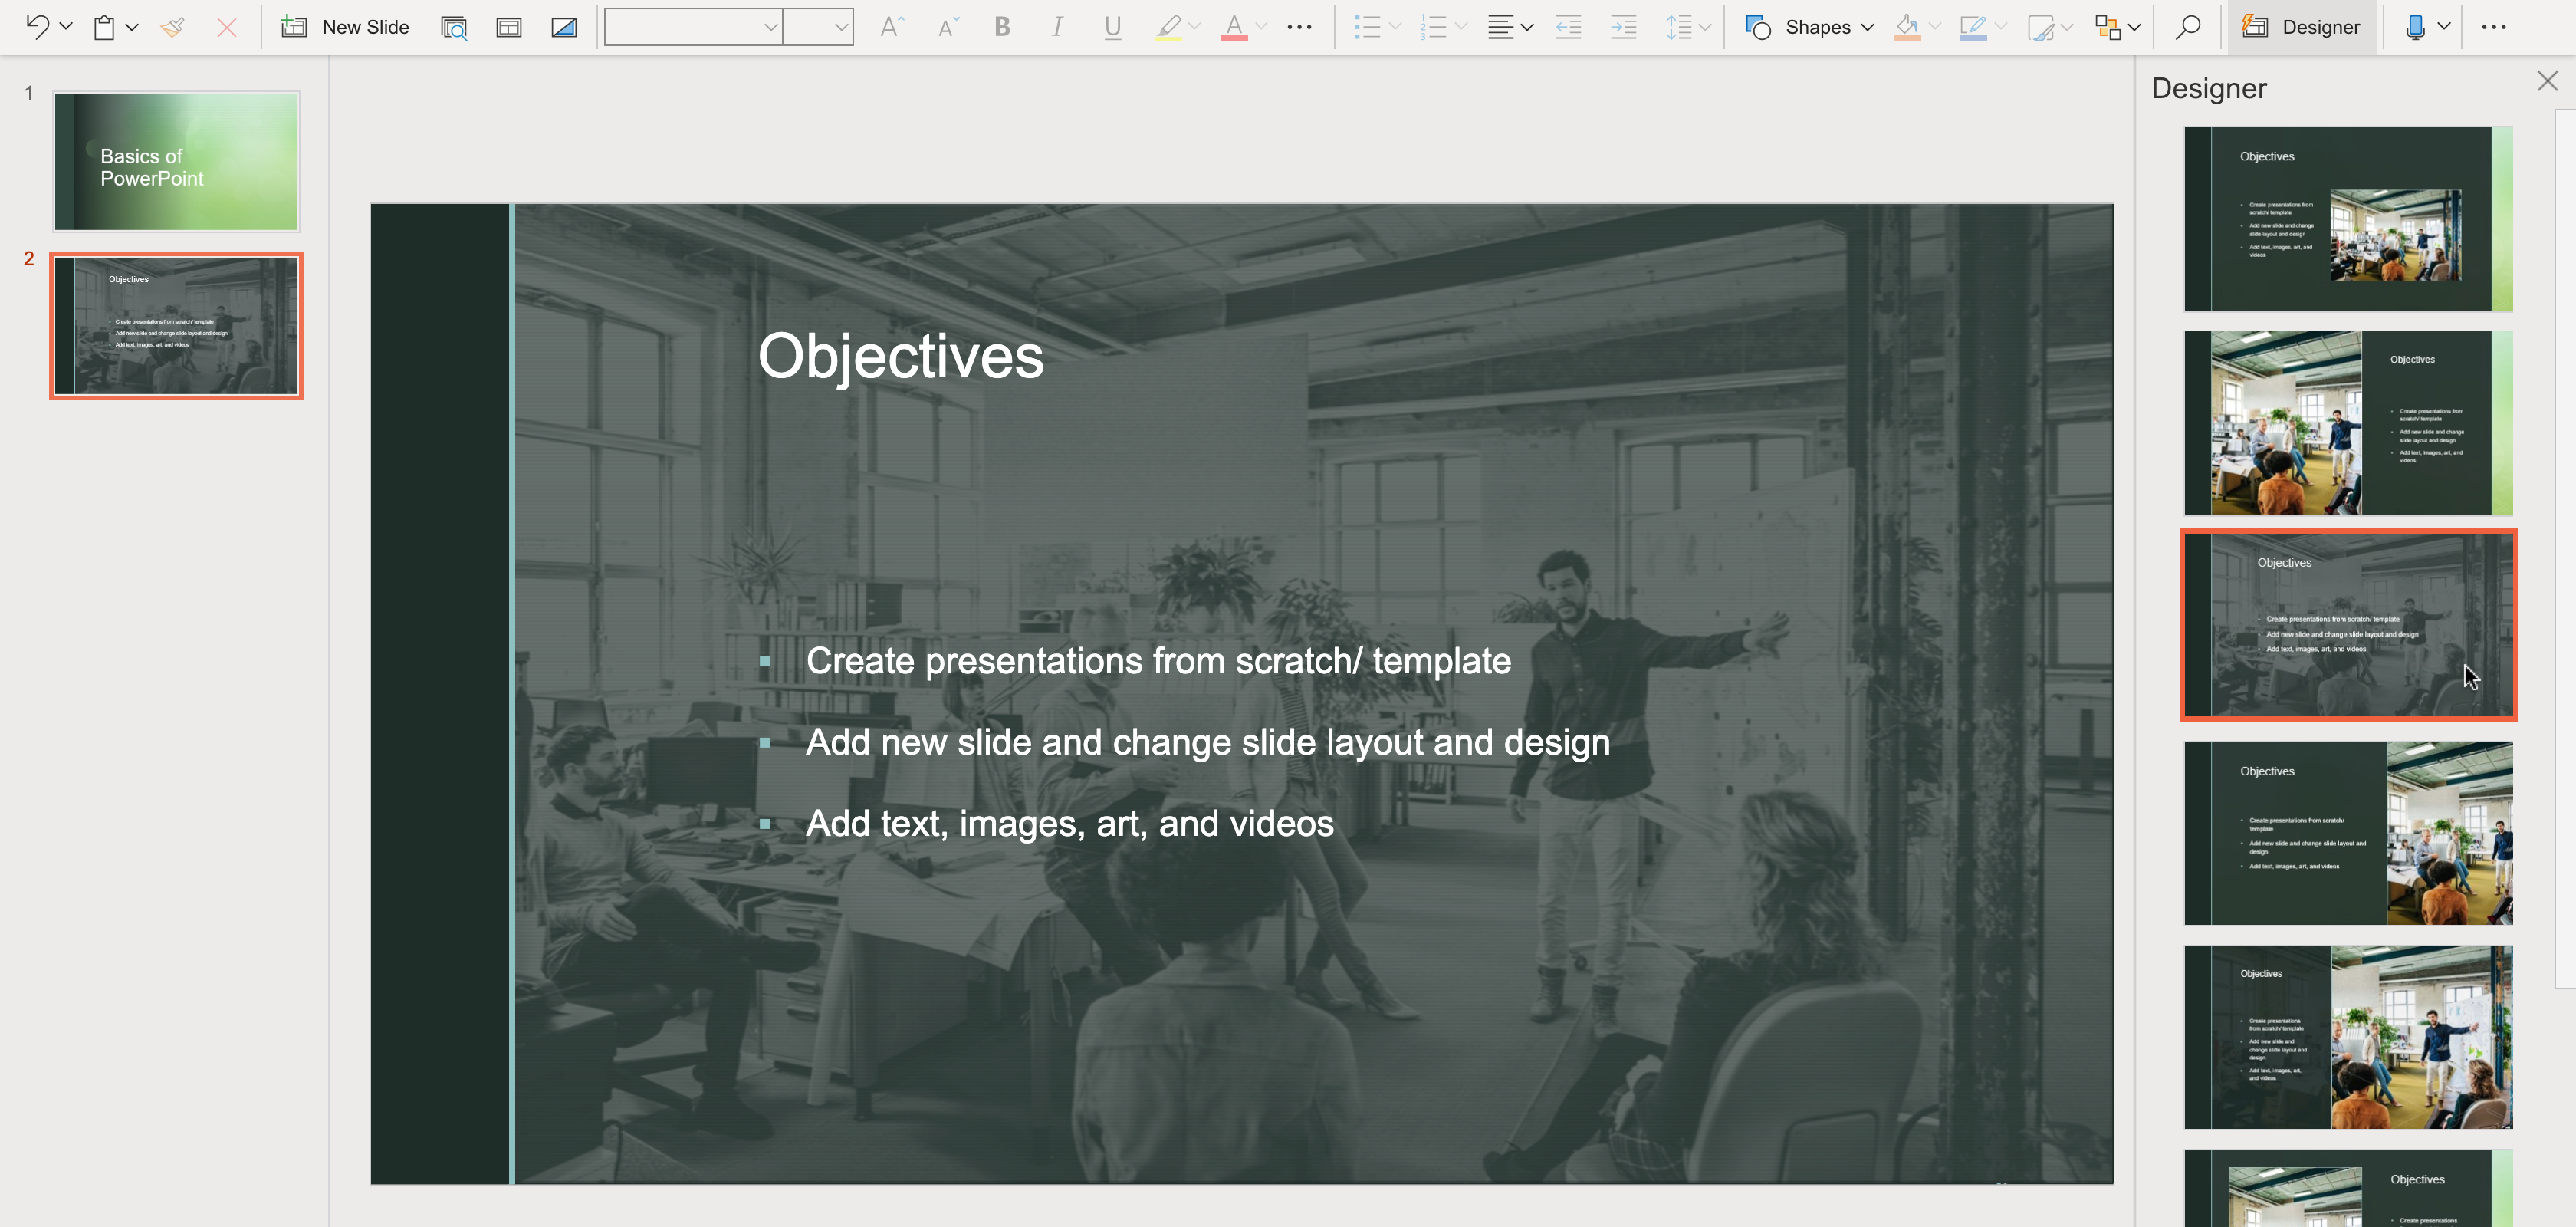 New Slide
B
I
U
A
Shapes
Designer
1
Basics of
PowerPoint
2
Objectives
Create presentations from scratch/ template
Add new slide and change slide layout and design
Add text, images, art, and videos
Objectives
Create presentations from scratch/ template
Add new slide and change slide layout and design
Add text, images, art, and videos
Designer
Objectives
Create presentations from
scratch/ template
Add new slide and change
slide layout and design
Add text, images, art, and
videos
Objectives
Create presentations from
scratch/ template
Add new slide and change
slide layout and design
Add text, images, art, and
videos
Objectives
Create presentations from scratch/ template
Add new slide and change slide layout and design
Add text, images, art, and videos
Objectives
Create presentations from scratch/
template
Add new slide and change slide layout and
design
Add text, images, art, and videos
Objectives
Create presentations
from scratch/ template
Add new slide and
change slide layout and
design
Add text, images, art,
and videos
Objectives
Create presentations